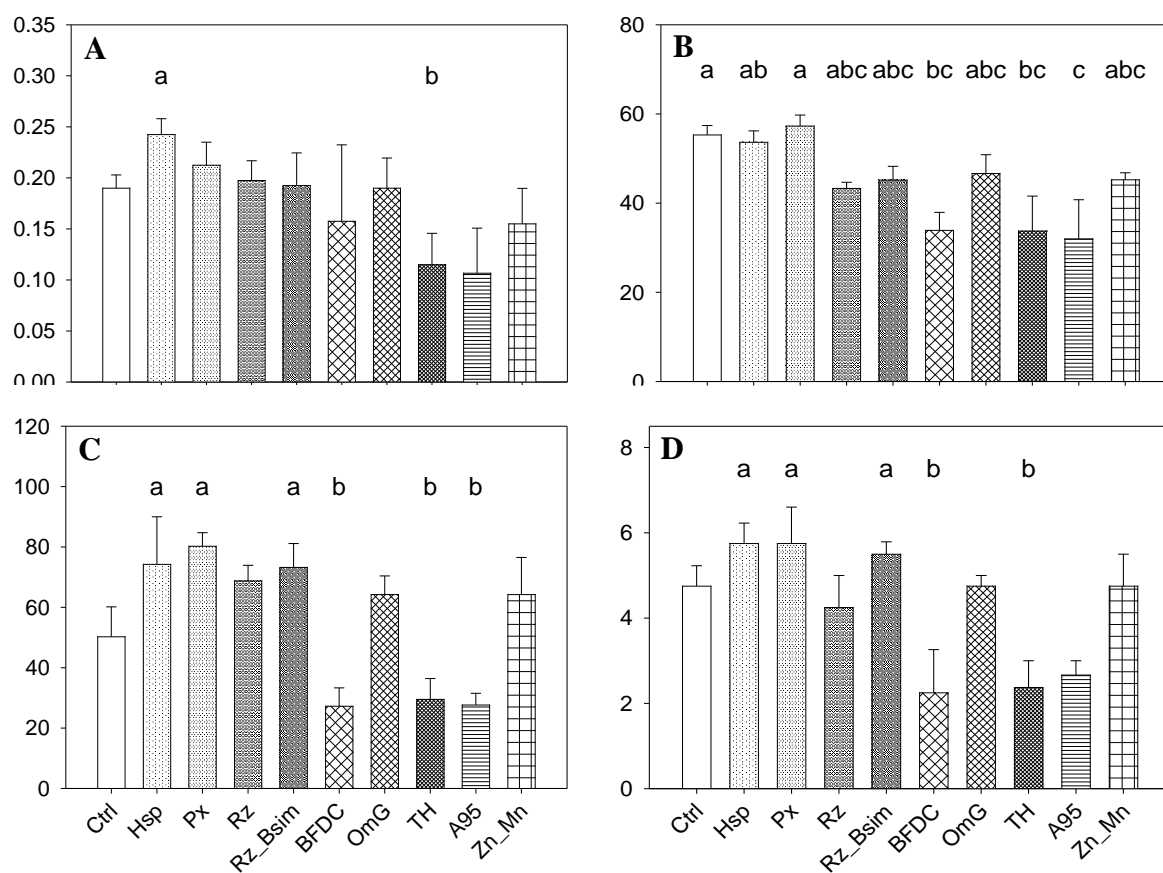 0.35
0.30
0.25
0.20
0.15
0.10
0.05
0.00
A
a
b
80
60
40
20
0
B
a ab a abc abc bc abc bc c abc
120
100
80
60
40
20
0
C
a a a b b b
Ctrl Hsp Px Rz Rz_Bsim BFDC OmG TH A95 Zn_Mn
8
6
4
2
0
D
a a a b b
Ctrl Hsp Px Rz Rz_Bsim BFDC OmG TH A95 Zn_Mn